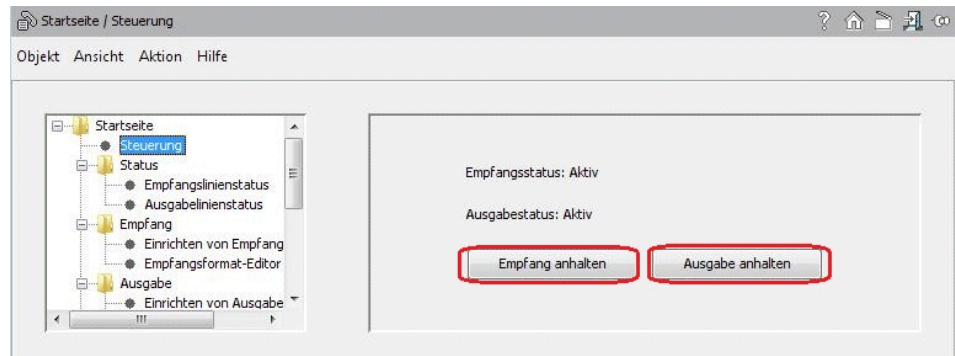 Startseite / Steuerung
Objekt Ansicht Aktion Hilfe
Startseite
Steuerung
Status
Empfangslinienstatus
Ausgabelinienstatus
Empfang
Einrichten von Empfang
Empfangsformat-Editor
Ausgabe
Einrichten von Ausgabe
Empfangsstatus: Aktiv
Ausgabestatus: Aktiv
Empfang anhalten
Ausgabe anhalten